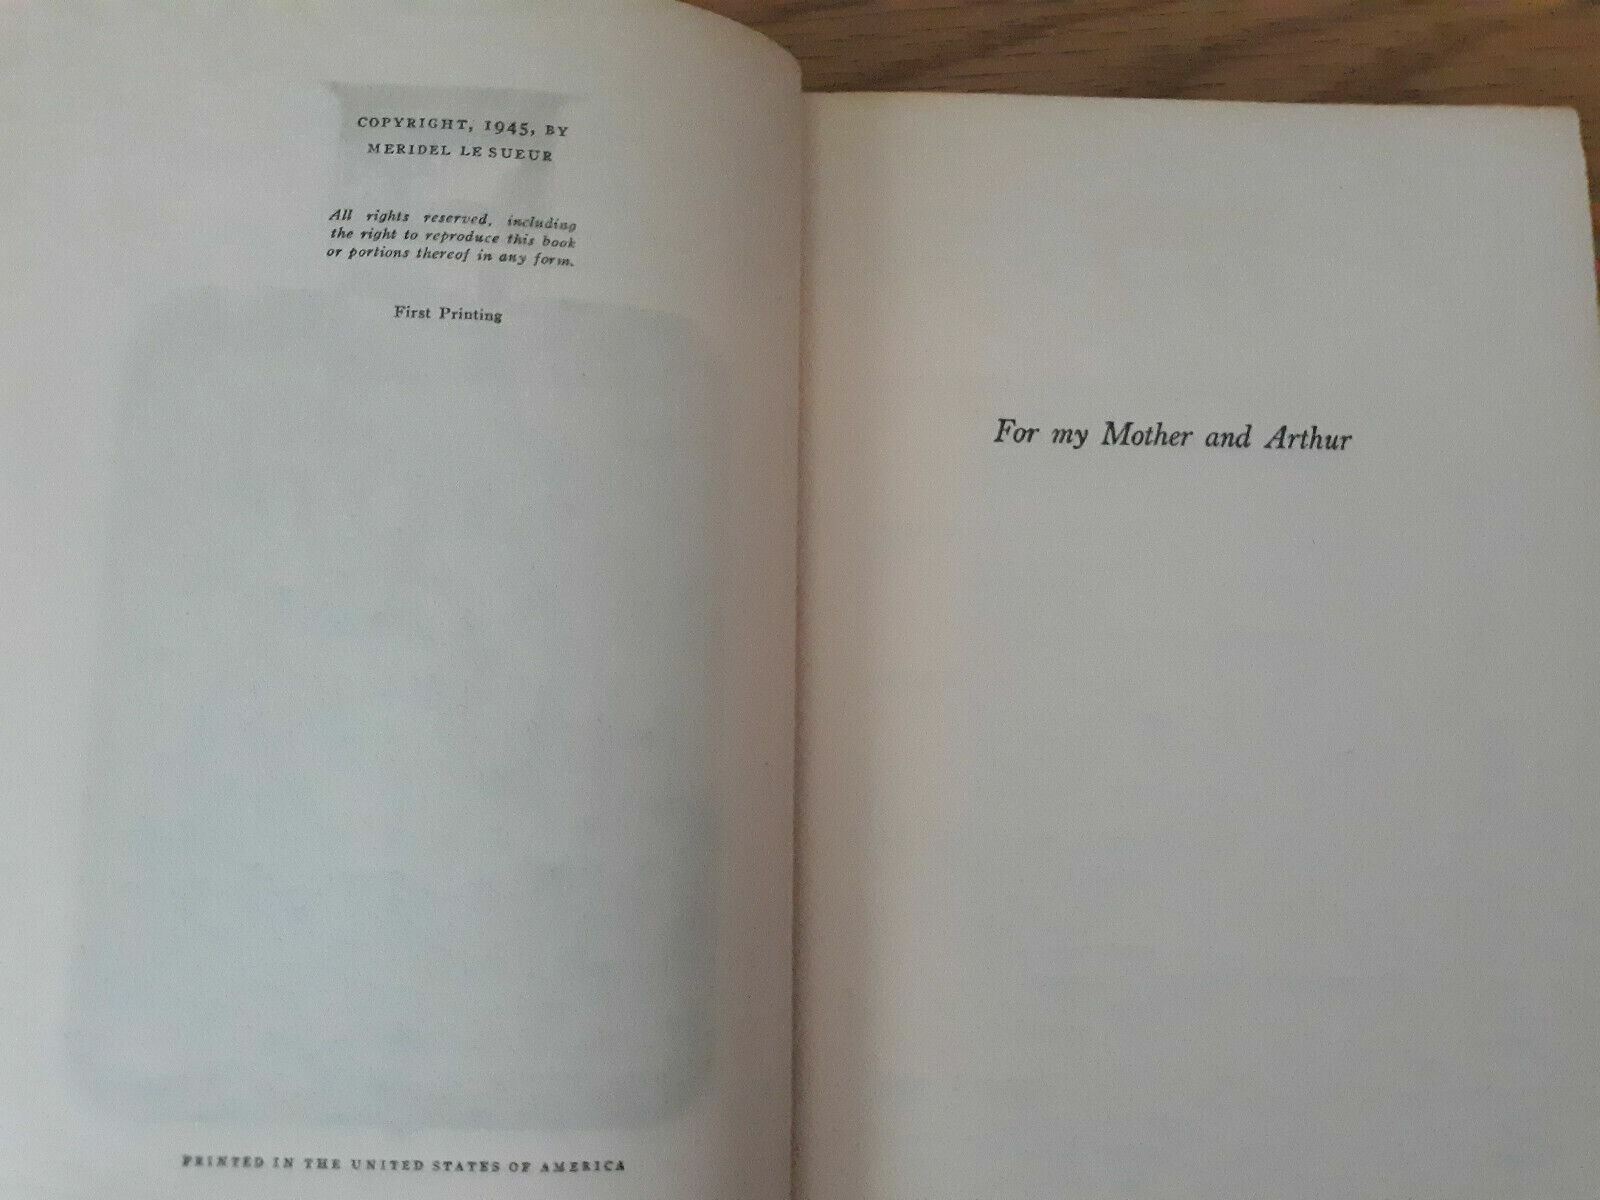 COPYRIGHT, 1945, BY
MERIDEL LE SUEUR
All rights reserved, including
the right to reproduce this book
or portions thereof in any form.
First Printing
PRINTED IN THE UNITED STATES OF AMERICA
For my Mother and Arthur